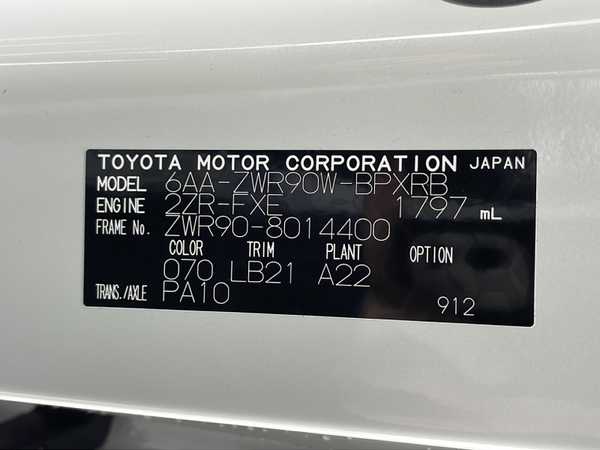 TOYOTA MOTOR CORPORATION JAPAN
MODEL 6AA-ZWR90W-BPXRB
ENGINE 2ZR-FXE 1797 mL
FRAME No. ZWR90-8014400
COLOR TRIM PLANT OPTION
070 LB21 A22
TRANS./AXLE PA10 912